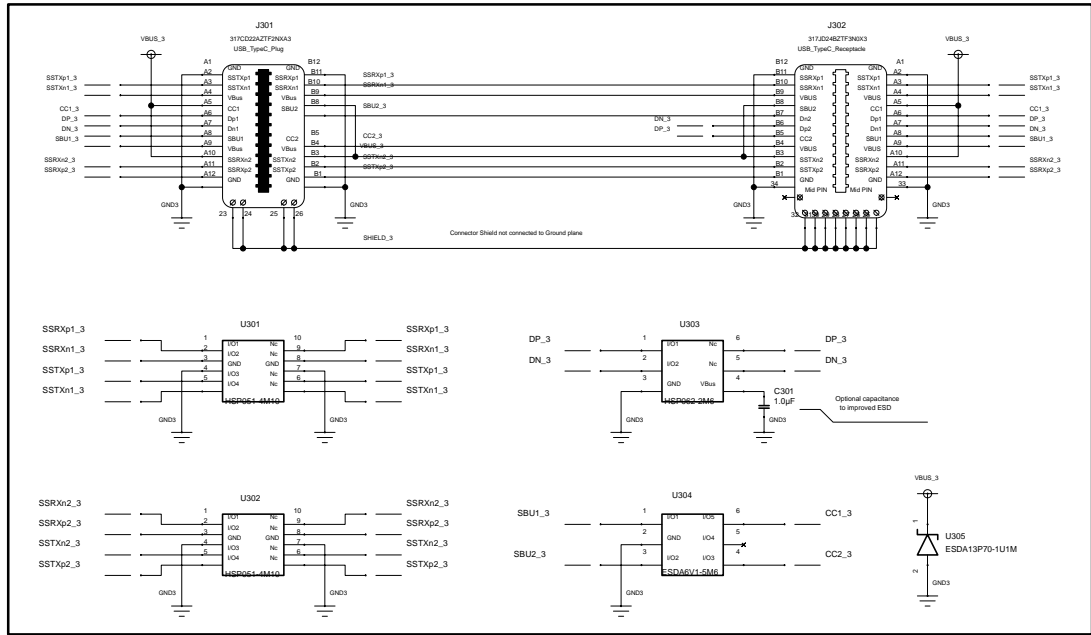 J301
317CD22AZTF2NXA3
USB_TypeC_Plug
VBUS_3
A1
GND
GND
B12
A2
SSTXp1
SSRXp1
B11
SSRXp1_3
SSTXp1_3
A3
SSTXn1
SSRXn1
B10
SSRXn1_3
SSTXn1_3
A4
VBus
VBus
B9
A5
CC1
SBU2
B8
SBU2_3
CC1_3
A6
Dp1
DP_3
A7
Dn1
DN_3
A8
SBU1
CC2
B5
CC2_3
SBU1_3
A9
VBus
VBus
B4
VBUS_3
A10
SSRXn2
SSTXn2
B3
SSTXn2_3
SSRXn2_3
A11
SSRXp2
SSTXp2
B2
SSTXp2_3
SSRXp2_3
A12
GND
GND
B1
GND3
GND3
23
24
25
26
SHIELD_3
Connector Shield not connected to Ground plane
J302
317JD24BZTF3N0X3
USB_TypeC_Receptacle
VBUS_3
B12
GND
GND
A1
B11
SSRXp1
SSTXp1
A2
SSTXp1_3
B10
SSRXn1
SSTXn1
A3
SSTXn1_3
B9
VBUS
VBUS
A4
B8
SBU2
CC1
A5
CC1_3
B7
Dn2
Dp1
A6
DP_3
DN_3
B6
Dp2
Dn1
A7
DN_3
DP_3
B5
CC2
SBU1
A8
SBU1_3
B4
VBUS
VBUS
A9
B3
SSTXn2
SSRXn2
A10
SSRXn2_3
B2
SSTXp2
SSRXp2
A11
SSRXp2_3
B1
GND
GND
A12
34
Mid PIN
Mid PIN
33
GND3
GND3
32
U301
SSRXp1_3
1
I/O1
Nc
10
SSRXp1_3
SSRXn1_3
2
I/O2
Nc
9
SSRXn1_3
3
GND
GND
8
SSTXp1_3
4
I/O3
Nc
7
SSTXp1_3
SSTXn1_3
5
I/O4
Nc
6
SSTXn1_3
HSP051-4M10
GND3
GND3
U303
DP_3
1
I/O1
Nc
6
DP_3
DN_3
2
I/O2
Nc
5
DN_3
3
GND
VBus
4
HSP062-2M6
C301
1.0µF
GND3
GND3
Optional capacitance
to improved ESD
U302
SSRXn2_3
1
I/O1
Nc
10
SSRXn2_3
SSRXp2_3
2
I/O2
Nc
9
SSRXp2_3
3
GND
GND
8
SSTXn2_3
4
I/O3
Nc
7
SSTXn2_3
SSTXp2_3
5
I/O4
Nc
6
SSTXp2_3
HSP051-4M10
GND3
GND3
U304
SBU1_3
1
I/O1
I/O5
6
CC1_3
2
GND
I/O4
5
SBU2_3
3
I/O2
I/O3
4
CC2_3
ESDA6V1-5M6
GND3
VBUS_3
1
U305
ESDA13P70-1U1M
2
GND3